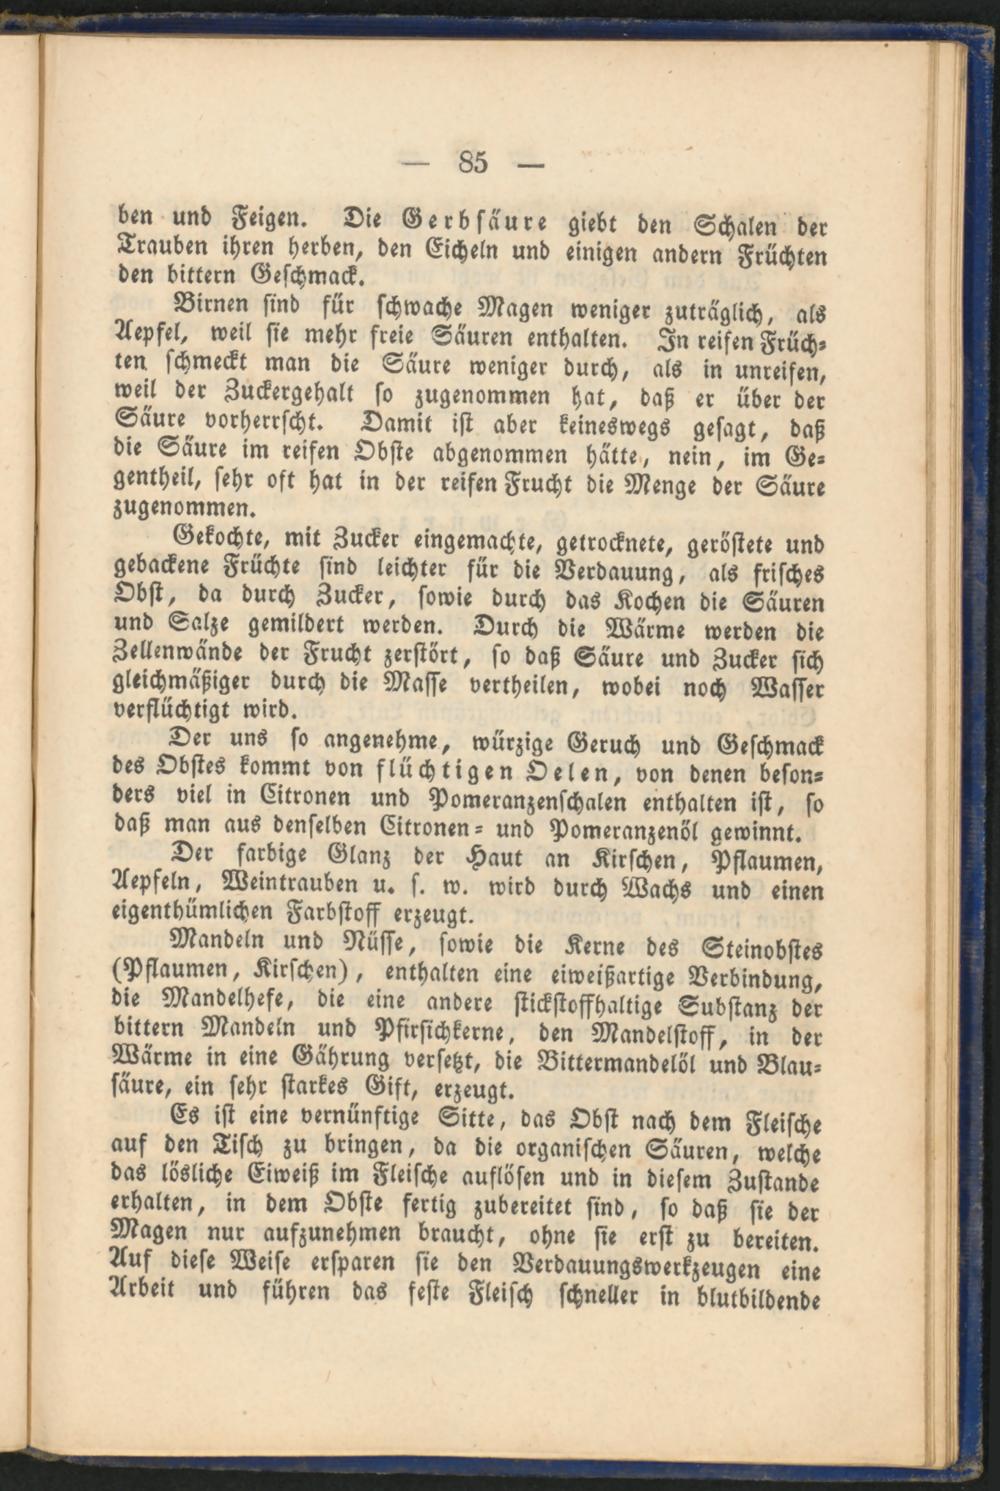 — 85 —
ben und Feigen. Die Gerbsäure giebt den Schalen der
Trauben ihren herben, den Eicheln und einigen andern Früchten
den bittern Geschmack.
Birnen sind für schwache Magen weniger zuträglich, als
Aepfel, weil sie mehr freie Säuren enthalten. In reifen Früch-
ten schmeckt man die Säure weniger durch, als in unreifen,
weil der Zuckergehalt so zugenommen hat, daß er über der
Säure vorherrscht. Damit ist aber keineswegs gesagt, daß
die Säure im reifen Obste abgenommen hätte, nein, im Ge-
gentheil, sehr oft hat in der reifen Frucht die Menge der Säure
zugenommen.
Gekochte, mit Zucker eingemachte, getrocknete, geröstete und
gebackene Früchte sind leichter für die Verdauung, als frisches
Obst, da durch Zucker, sowie durch das Kochen die Säuren
und Salze gemildert werden. Durch die Wärme werden die
Zellenwände der Frucht zerstört, so daß Säure und Zucker sich
gleichmäßiger durch die Masse vertheilen, wobei noch Wasser
verflüchtigt wird.
Der uns so angenehme, würzige Geruch und Geschmack
des Obstes kommt von flüchtigen Oelen, von denen beson-
ders viel in Citronen und Pomeranzenschalen enthalten ist, so
daß man aus denselben Citronen- und Pomeranzenöl gewinnt.
Der farbige Glanz der Haut an Kirschen, Pflaumen,
Aepfeln, Weintrauben u. s. w. wird durch Wachs und einen
eigenthümlichen Farbstoff erzeugt.
Mandeln und Nüsse, sowie die Kerne des Steinobstes
(Pflaumen, Kirschen), enthalten eine eiweißartige Verbindung,
die Mandelhefe, die eine andere stickstoffhaltige Substanz der
bittern Mandeln und Pfirsichkerne, den Mandelstoff, in der
Wärme in eine Gährung versetzt, die Bittermandelöl und Blau-
säure, ein sehr starkes Gift, erzeugt.
Es ist eine vernünftige Sitte, das Obst nach dem Fleische
auf den Tisch zu bringen, da die organischen Säuren, welche
das lösliche Eiweiß im Fleische auflösen und in diesem Zustande
erhalten, in dem Obste fertig zubereitet sind, so daß sie der
Magen nur aufzunehmen braucht, ohne sie erst zu bereiten.
Auf diese Weise ersparen sie den Verdauungswerkzeugen eine
Arbeit und führen das feste Fleisch schneller in blutbildende